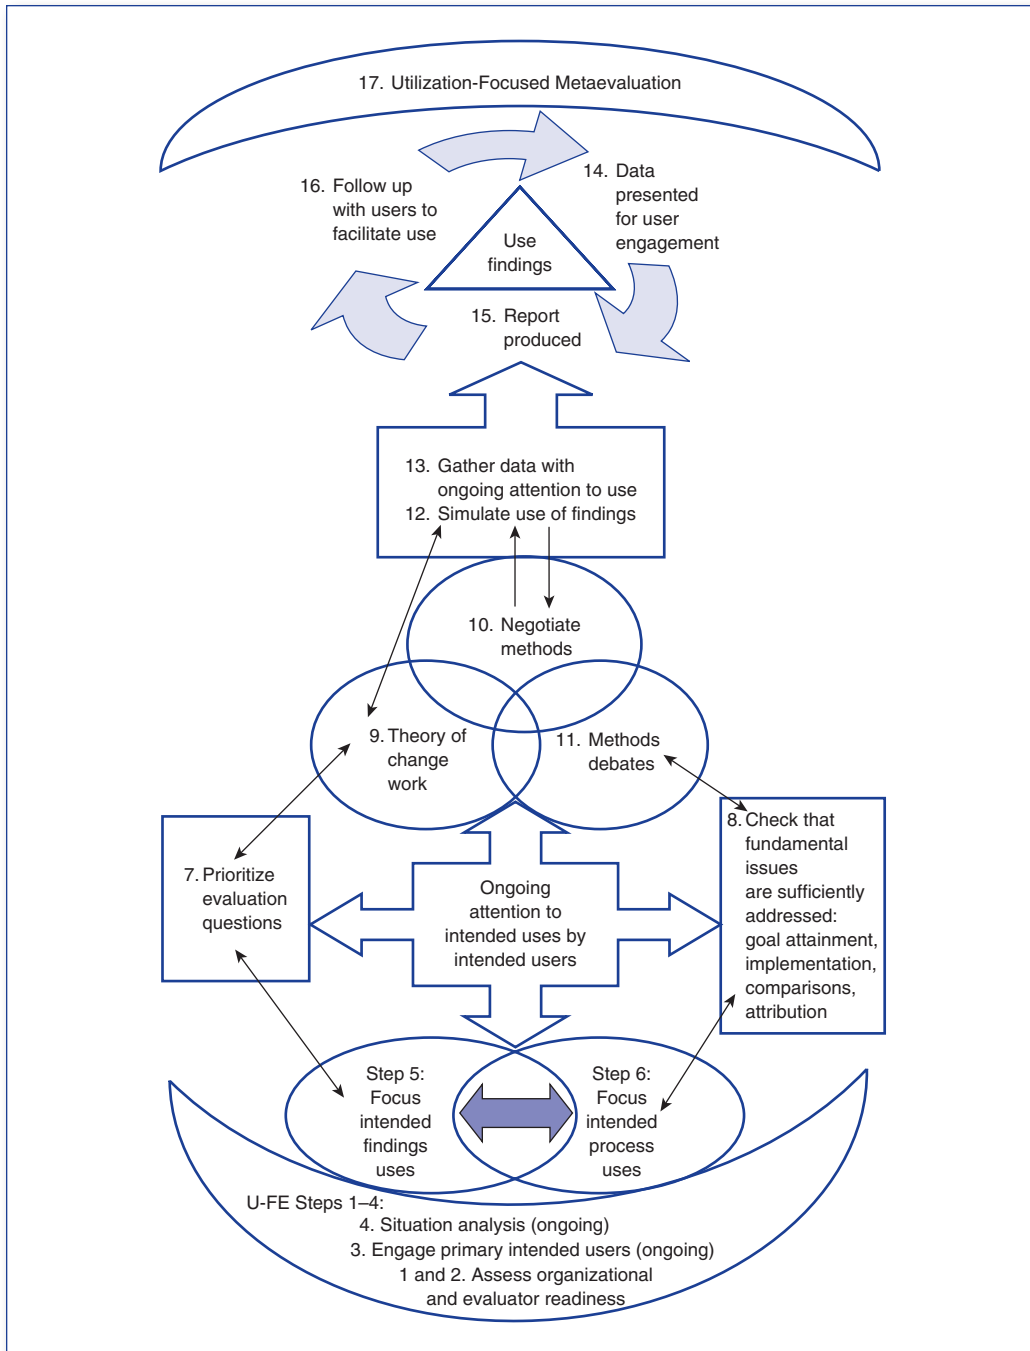 17. Utilization-Focused Metaevaluation
16. Follow up
with users to
facilitate use
14. Data
presented
for user
engagement
Use
findings
15. Report
produced
13. Gather data with
ongoing attention to use
12. Simulate use of findings
10. Negotiate
methods
9. Theory of
change
work
11. Methods
debates
7. Prioritize
evaluation
questions
Ongoing
attention to
intended uses by
intended users
8. Check that
fundamental
issues
are sufficiently
addressed:
goal attainment,
implementation,
comparisons,
attribution
Step 5:
Focus
intended
findings
uses
Step 6:
Focus
intended
process
uses
U-FE Steps 1–4:
4. Situation analysis (ongoing)
3. Engage primary intended users (ongoing)
1 and 2. Assess organizational
and evaluator readiness